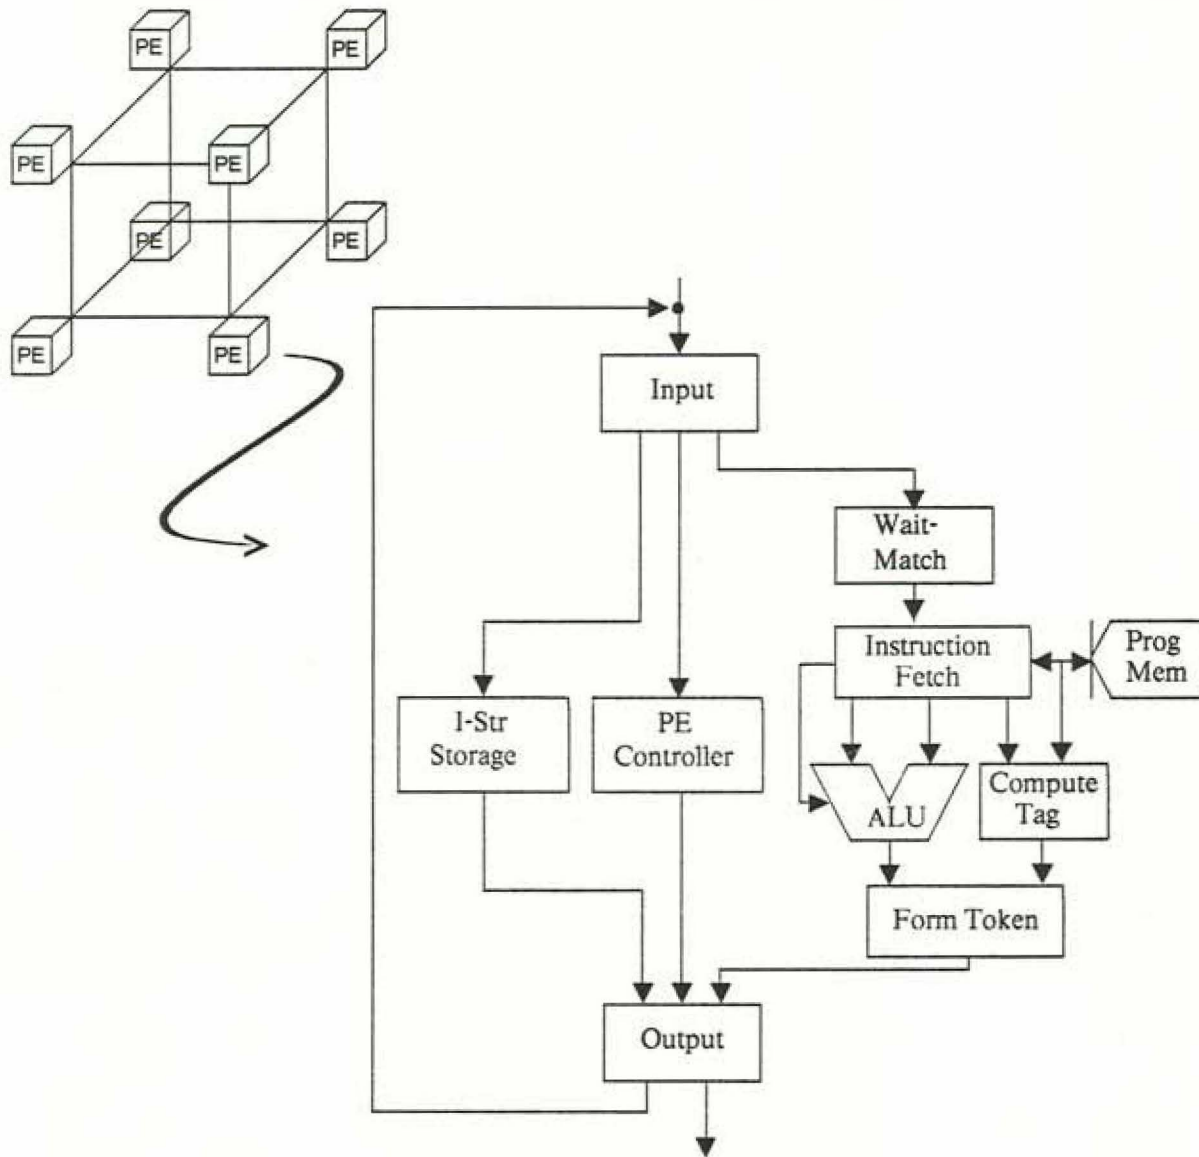 PE
PE
PE
PE
PE
PE
PE
PE
Input
Wait-
Match
Instruction
Fetch
Prog
Mem
I-Str
Storage
PE
Controller
ALU
Compute
Tag
Form Token
Output